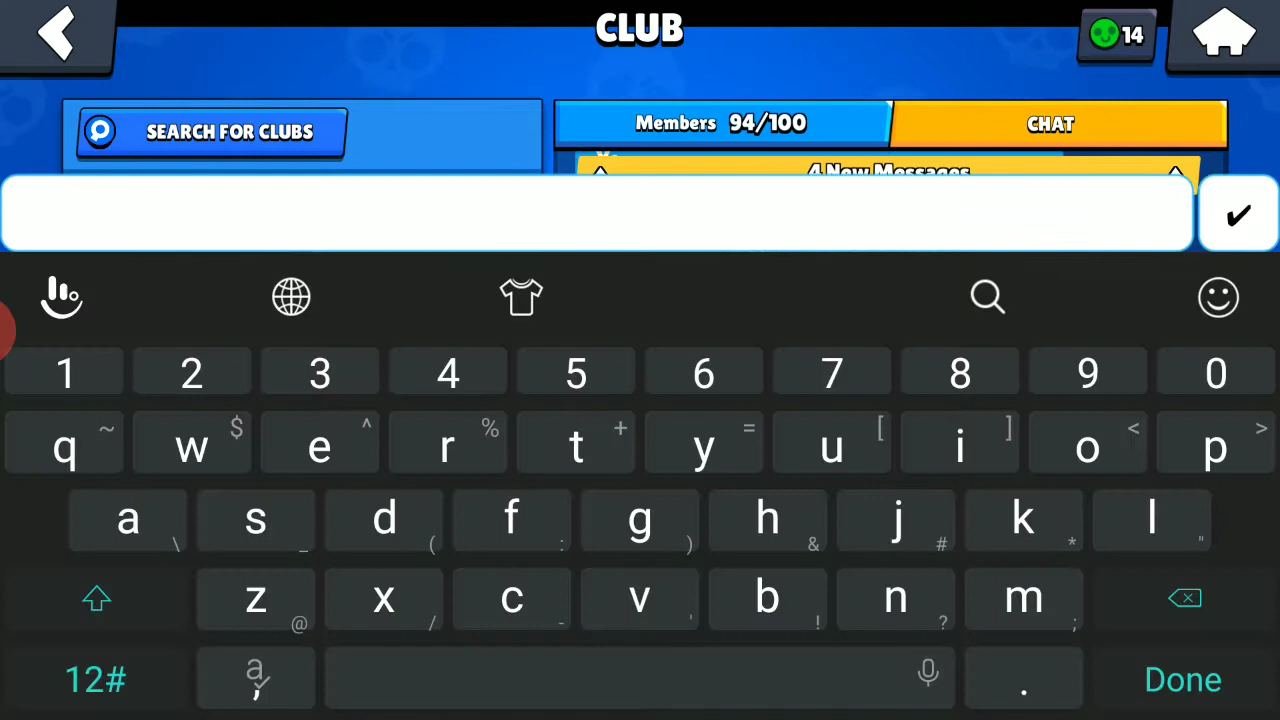 CLUB
14
SEARCH FOR CLUBS
Members 94/100
CHAT
4 New Messages
1 2 3 4 5 6 7 8 9 0
q ~ w $ e ^ r % t + y = u [ i ] o < p >
a \ s _ d ( f : g ) h & j # k * l "
z @ x / c - v ' b ! n ? m ;
12# a , . Done